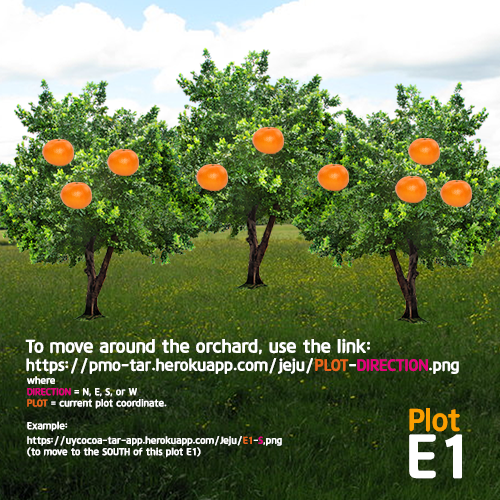 To move around the orchard, use the link:
https://pmo-tar.herokuapp.com/jeju/PLOT-DIRECTION.png
where
DIRECTION = N, E, S, or W
PLOT = current plot coordinate.
Example:
https://uycocoa-tar-app.herokuapp.com/Jeju/E1-S.png
(to move to the SOUTH of this plot E1)
Plot
E1